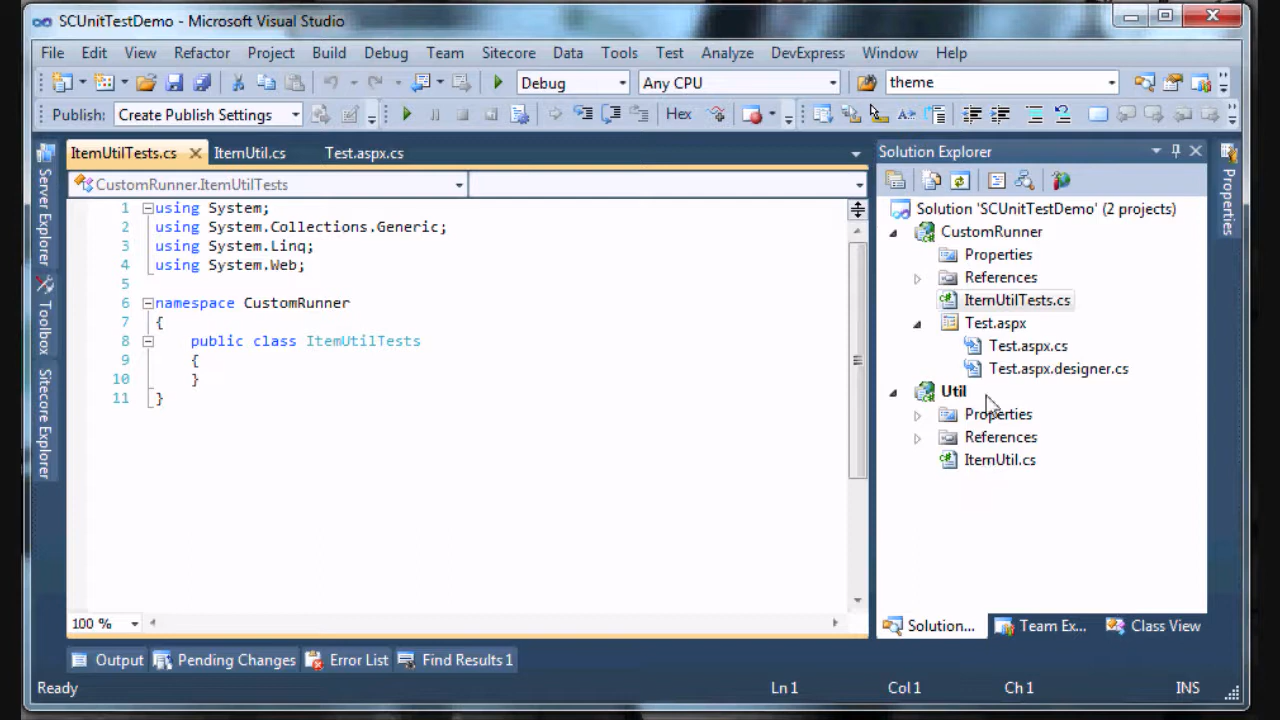 SCUnitTestDemo - Microsoft Visual Studio
File Edit View Refactor Project Build Debug Team Sitecore Data Tools Test Analyze DevExpress Window Help
Debug Any CPU theme
Publish: Create Publish Settings Hex
Server Explorer
Toolbox
Sitecore Explorer
ItemUtilTests.cs ItemUtil.cs Test.aspx.cs
CustomRunner.ItemUtilTests
1 using System;
2 using System.Collections.Generic;
3 using System.Linq;
4 using System.Web;
5
6 namespace CustomRunner
7 {
8 public class ItemUtilTests
9 {
10 }
11 }
100 %
Solution Explorer
Solution 'SCUnitTestDemo' (2 projects)
CustomRunner
Properties
References
ItemUtilTests.cs
Test.aspx
Test.aspx.cs
Test.aspx.designer.cs
Util
Properties
References
ItemUtil.cs
Solution... Team Ex... Class View
Properties
Output Pending Changes Error List Find Results 1
Ready Ln 1 Col 1 Ch 1 INS